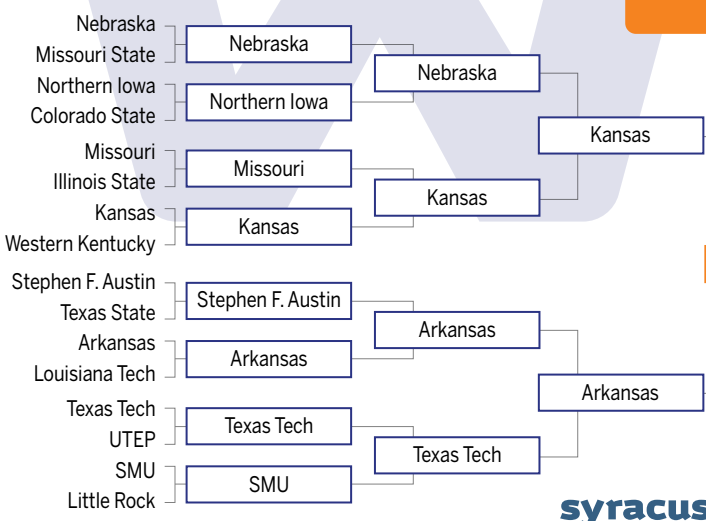 Nebraska
Missouri State
Northern Iowa
Colorado State
Missouri
Illinois State
Kansas
Western Kentucky
Stephen F. Austin
Texas State
Arkansas
Louisiana Tech
Texas Tech
UTEP
SMU
Little Rock
Nebraska
Northern Iowa
Missouri
Kansas
Stephen F. Austin
Arkansas
Texas Tech
SMU
Nebraska
Kansas
Arkansas
Texas Tech
Kansas
Arkansas
syracus